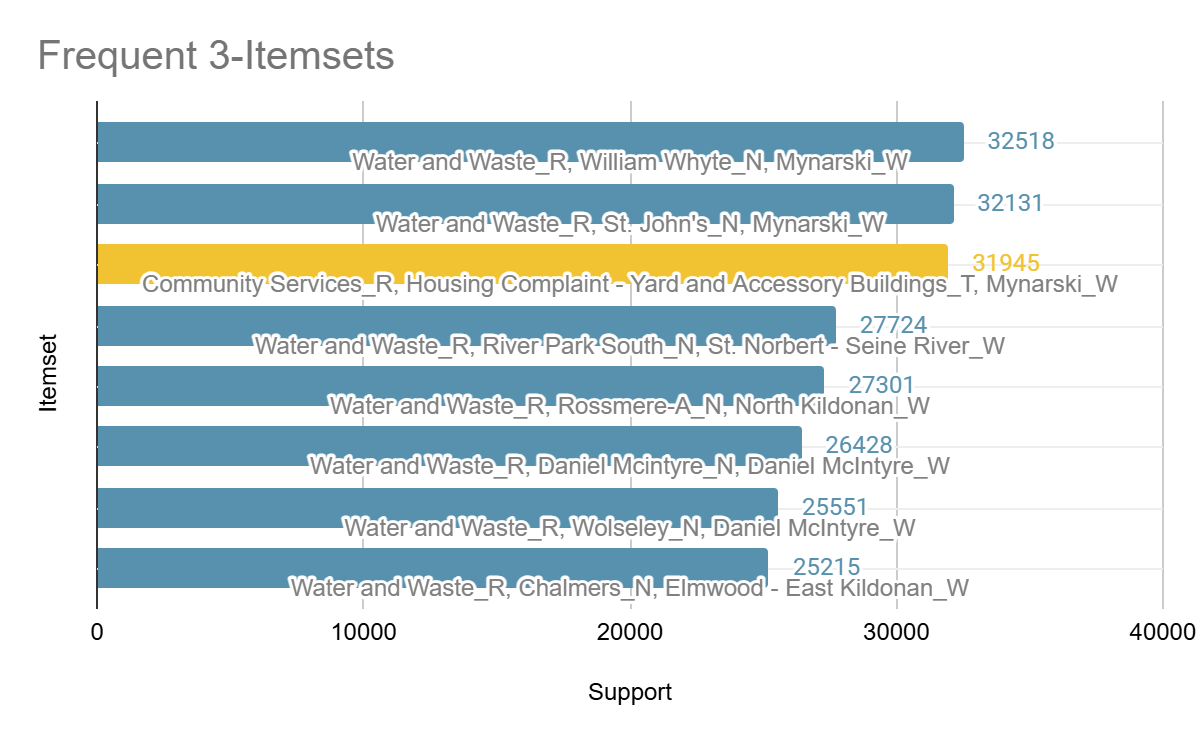 Frequent 3-Itemsets
32518
Water and Waste_R, William Whyte_N, Mynarski_W
32131
Water and Waste_R, St. John's_N, Mynarski_W
31945
Community Services_R, Housing Complaint - Yard and Accessory Buildings_T, Mynarski_W
27724
Water and Waste_R, River Park South_N, St. Norbert - Seine River_W
27301
Water and Waste_R, Rossmere-A_N, North Kildonan_W
26428
Water and Waste_R, Daniel Mcintyre_N, Daniel McIntyre_W
25551
Water and Waste_R, Wolseley_N, Daniel McIntyre_W
25215
Water and Waste_R, Chalmers_N, Elmwood - East Kildonan_W
Itemset
0 10000 20000 30000 40000
Support